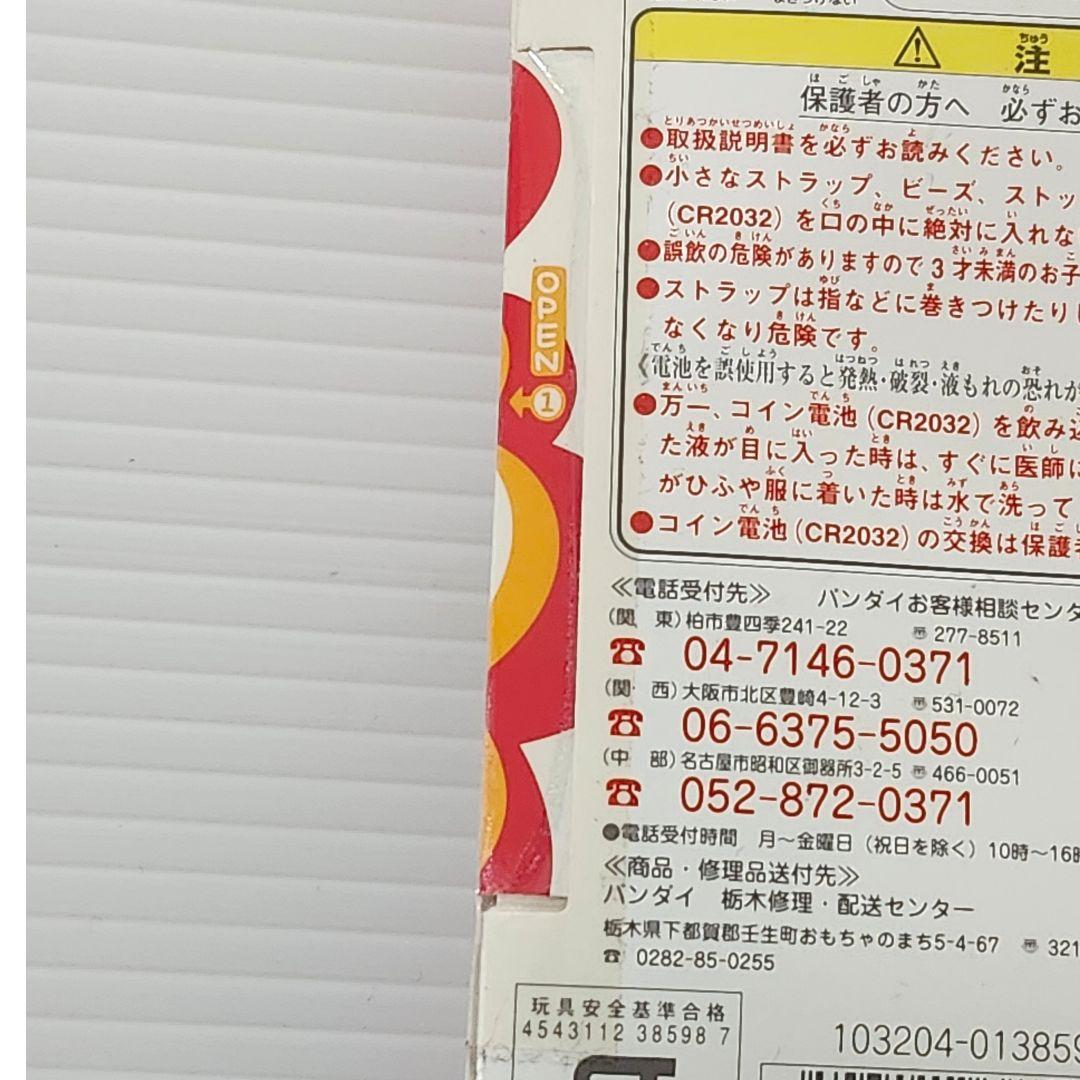 注
保護者の方へ 必ずお
●取扱説明書を必ずお読みください。
●小さなストラップ、ビーズ、ストッ
(CR2032)を口の中に絶対に入れな
●誤飲の危険がありますので3才未満のお子
●ストラップは指などに巻きつけたり
なくなり危険です。
《電池を誤使用すると発熱・破裂・液もれの恐れが
●万一、コイン電池(CR2032)を飲み込
た液が目に入った時は、すぐに医師に
がひふや服に着いた時は水で洗って
●コイン電池(CR2032)の交換は保護者
OPEN
1
≪電話受付先≫ バンダイお客様相談センタ
(関 東)柏市豊四季241-22 〒277-8511
☎ 04-7146-0371
(関 西)大阪市北区豊崎4-12-3 〒531-0072
☎ 06-6375-5050
(中 部)名古屋市昭和区御器所3-2-5 〒466-0051
☎ 052-872-0371
●電話受付時間 月～金曜日(祝日を除く)10時～16時
≪商品・修理品送付先≫
バンダイ 栃木修理・配送センター
栃木県下都賀郡壬生町おもちゃのまち5-4-67 〒321
☎ 0282-85-0255
玩具安全基準合格
4543112 38598 7
103204-013859